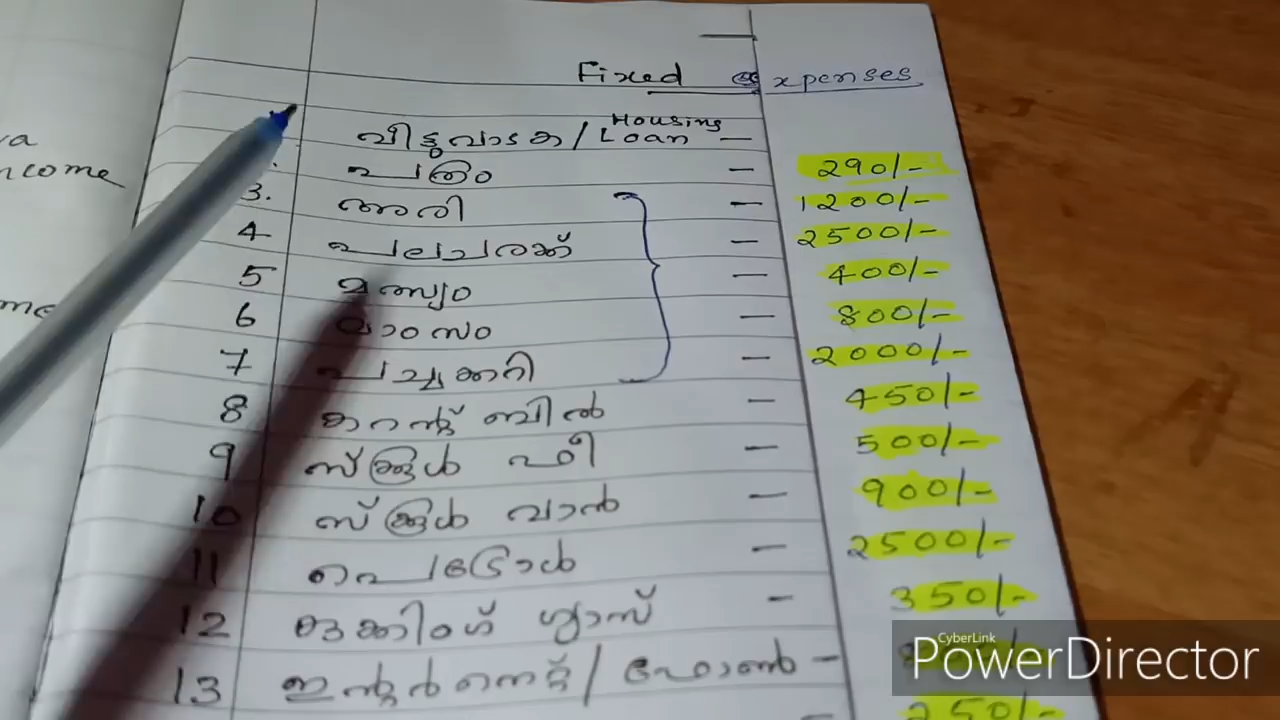 Fixed expenses
Housing
വീട്ടുവാടക / Loan —
പത്രം — 290/-
3. അരി — 1200/-
4 പലചരക്ക് — 2500/-
5 മത്സ്യം — 400/-
6 മാംസം — 800/-
7 പച്ചക്കറി — 2000/-
8 കറന്റ് ബിൽ — 450/-
9 സ്കൂൾ ഫീ — 500/-
10 സ്കൂൾ വാൻ — 900/-
11 പെട്രോൾ — 2500/-
12 കുക്കിംഗ് ഗ്യാസ് — 350/-
13 ഇന്റർനെറ്റ് / ഫോൺ —
250/-
CyberLink
PowerDirector